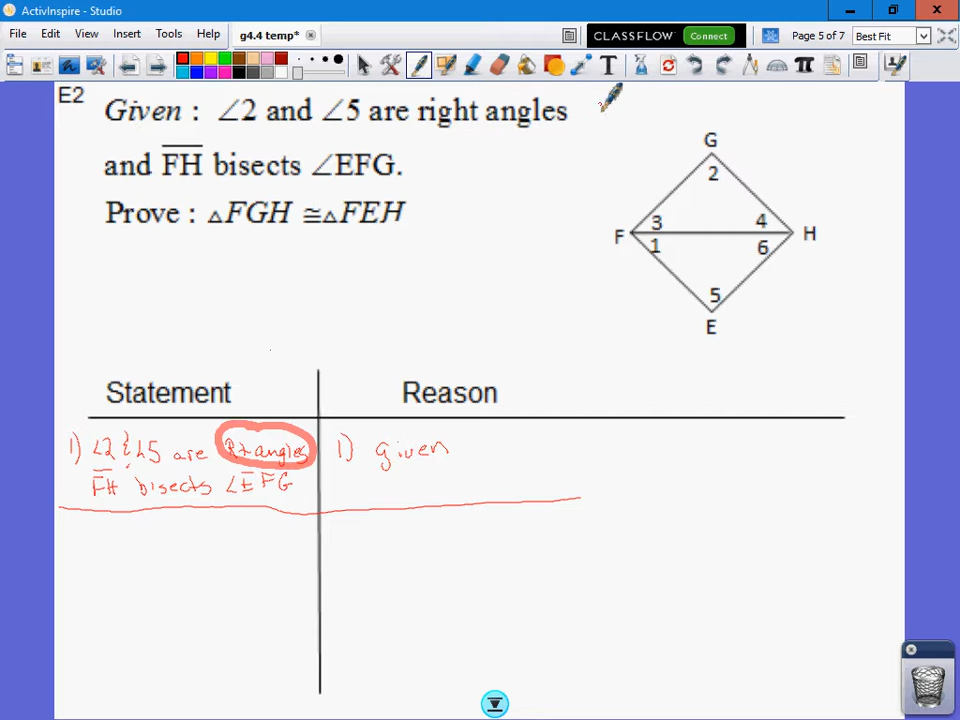 ActivInspire - Studio
File Edit View Insert Tools Help g4.4 temp* CLASSFLOW Connect Page 5 of 7 Best Fit
E2
Given : ∠2 and ∠5 are right angles
and FH bisects ∠EFG.
Prove : △FGH ≅ △FEH
G
2
3 4
F H
1 6
5
E
Statement Reason
1) ∠2 & ∠5 are Rt angles 1) given
FH bisects ∠EFG